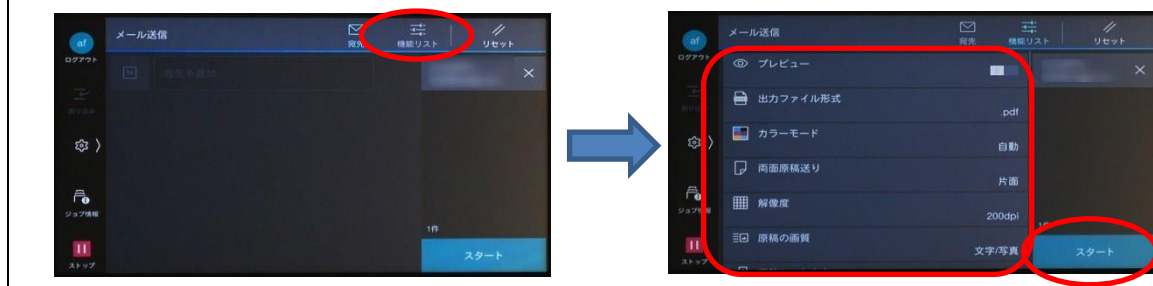 メール送信
宛先
機能リスト
リセット
af
ログアウト
To
宛先を追加
割り込み
ジョブ情報
ストップ
1件
スタート
メール送信
宛先
機能リスト
リセット
af
ログアウト
プレビュー
出力ファイル形式
.pdf
カラーモード
自動
両面原稿送り
片面
解像度
200dpi
原稿の画質
文字/写真
ジョブ情報
ストップ
スタート